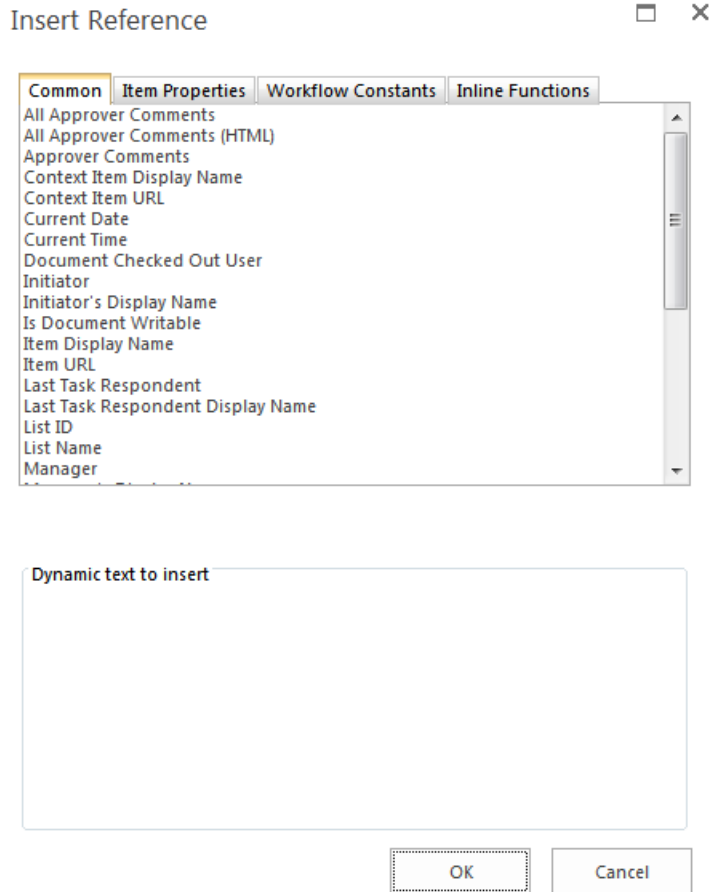 Insert Reference
Common Item Properties Workflow Constants Inline Functions
All Approver Comments
All Approver Comments (HTML)
Approver Comments
Context Item Display Name
Context Item URL
Current Date
Current Time
Document Checked Out User
Initiator
Initiator's Display Name
Is Document Writable
Item Display Name
Item URL
Last Task Respondent
Last Task Respondent Display Name
List ID
List Name
Manager
Dynamic text to insert
OK Cancel